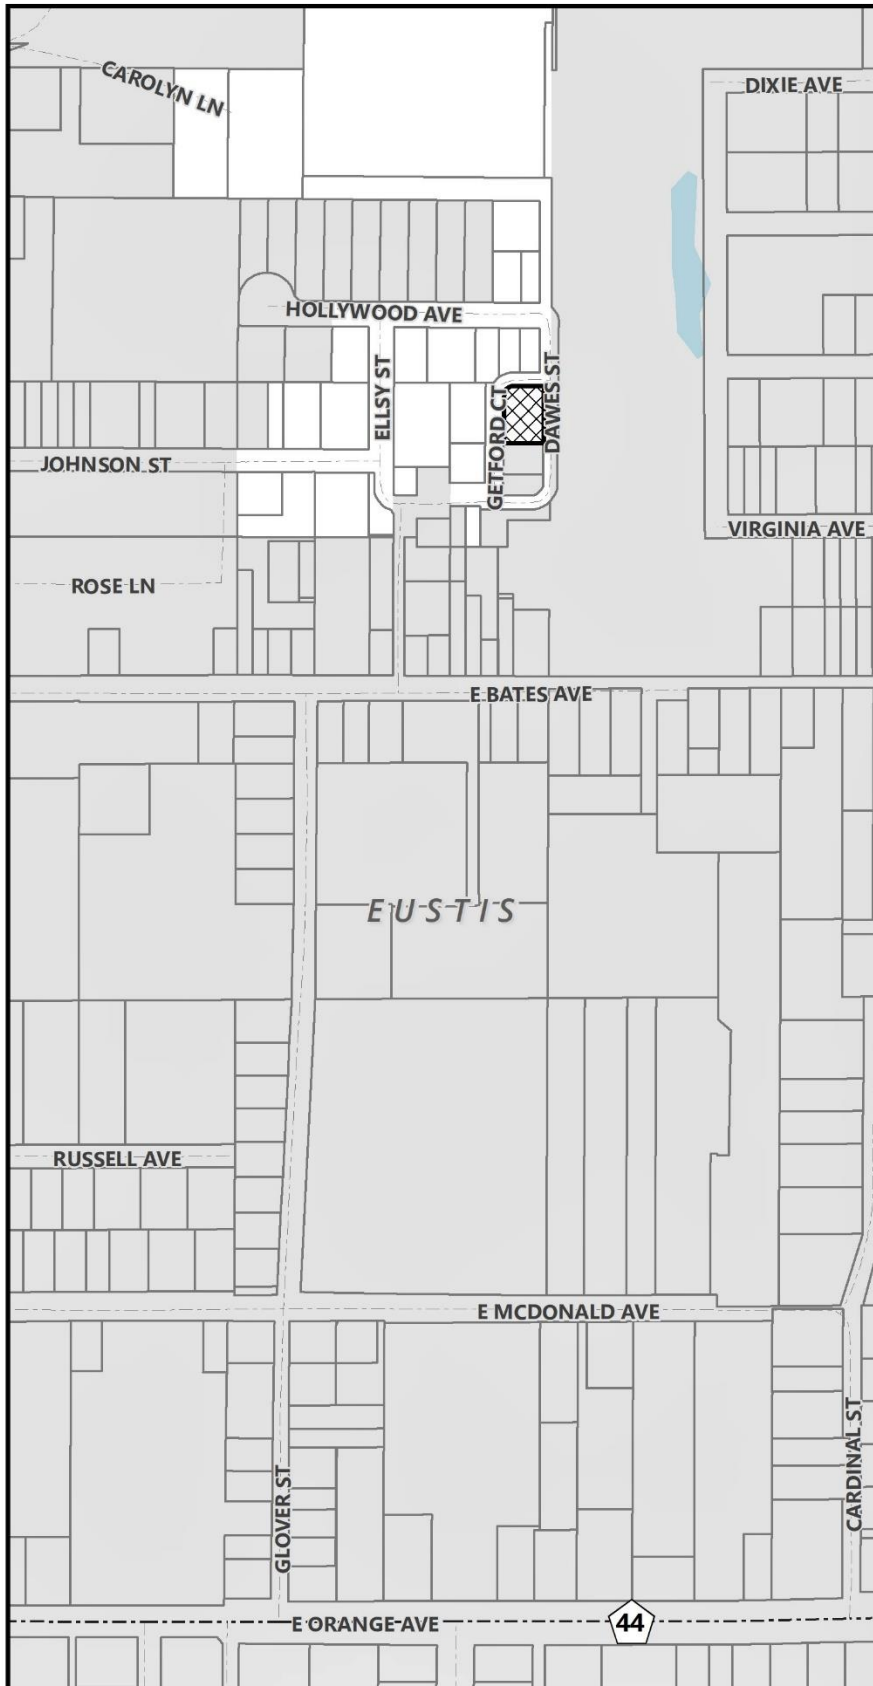 CAROLYN LN
DIXIE AVE
HOLLYWOOD AVE
ELLSY ST
GETFORD CT
DAWES ST
JOHNSON ST
VIRGINIA AVE
ROSE LN
E BATES AVE
EUSTIS
RUSSELL AVE
E MCDONALD AVE
GLOVER ST
CARDINAL ST
E ORANGE AVE
44